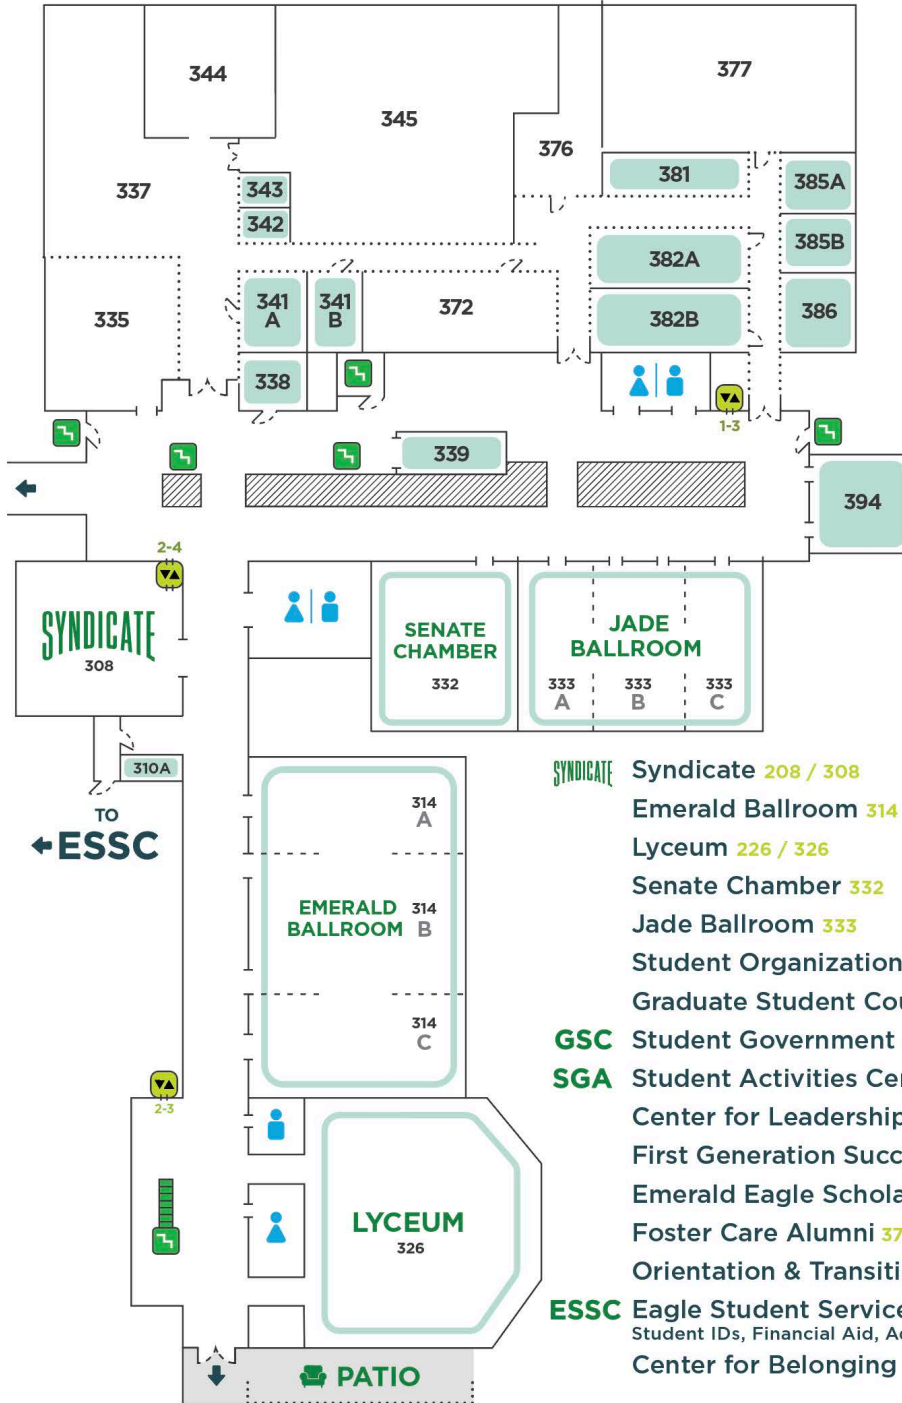 344
345
377
376
337
381
385A
343
342
385B
382A
341
A
341
B
372
382B
386
335
338
1-3
339
394
2-4
SYNDICATE
308
SENATE
CHAMBER
332
JADE
BALLROOM
333
A
333
B
333
C
310A
TO
ESSC
314
A
EMERALD
BALLROOM
314
B
314
C
2-3
LYCEUM
326
PATIO
SYNDICATE Syndicate 208 / 308
Emerald Ballroom 314
Lyceum 226 / 326
Senate Chamber 332
Jade Ballroom 333
Student Organization
Graduate Student Cou
GSC Student Government
SGA Student Activities Cen
Center for Leadership
First Generation Succ
Emerald Eagle Schola
Foster Care Alumni 37
Orientation & Transiti
ESSC Eagle Student Service
Student IDs, Financial Aid, Ac
Center for Belonging